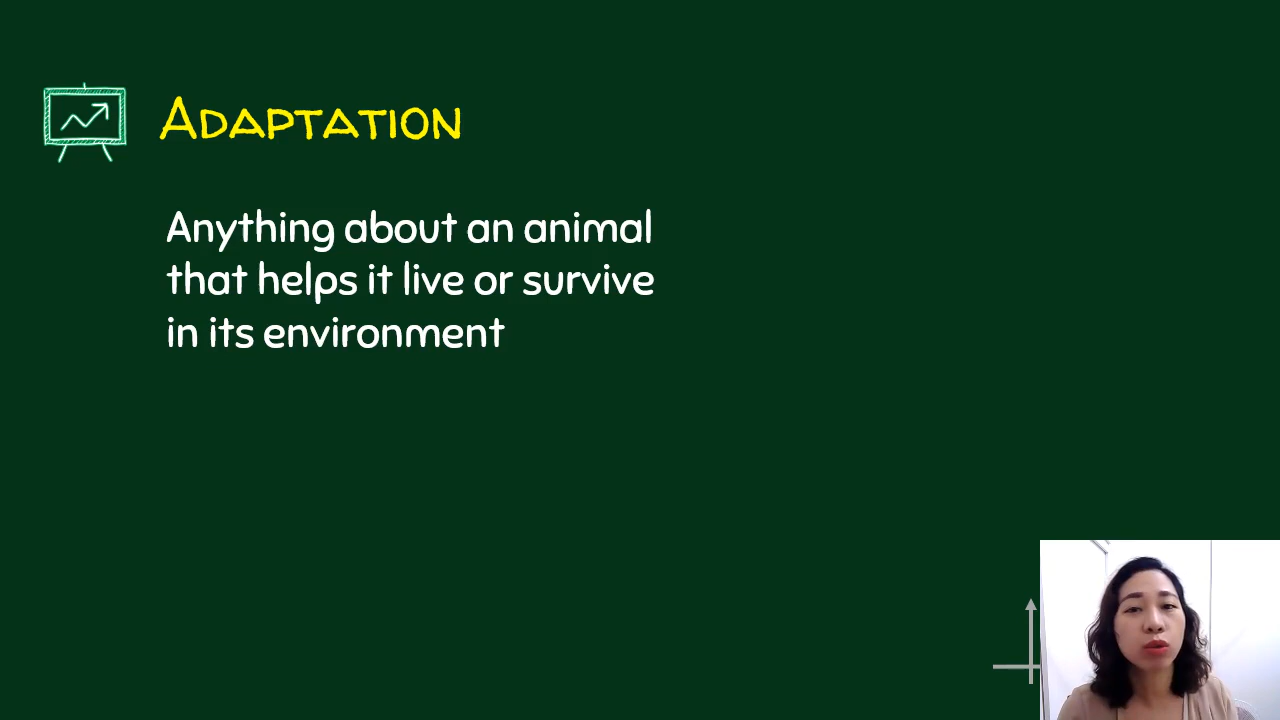 ADAPTATION
Anything about an animal
that helps it live or survive
in its environment